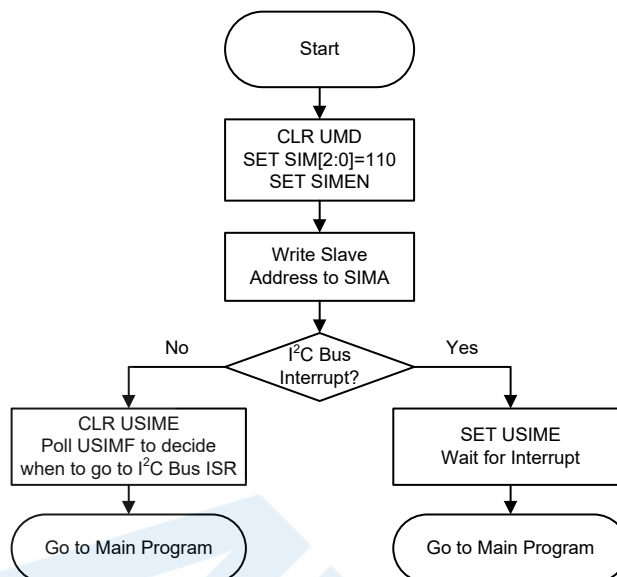 Start
CLR UMD
SET SIM[2:0]=110
SET SIMEN
Write Slave
Address to SIMA
No
I²C Bus
Interrupt?
Yes
CLR USIME
Poll USIMF to decide
when to go to I²C Bus ISR
SET USIME
Wait for Interrupt
Go to Main Program
Go to Main Program